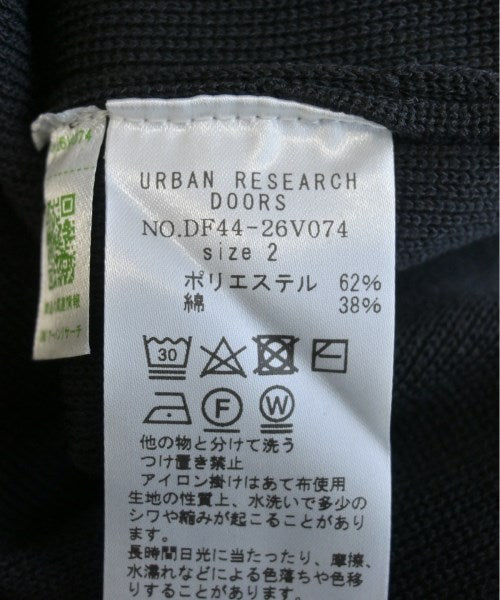 URBAN RESEARCH
DOORS
NO.DF44-26V074
size 2
ポリエステル 62%
綿 38%
30
F
W
他の物と分けて洗う
つけ置き禁止
アイロン掛けはあて布使用
生地の性質上、水洗いで多少の
シワや縮みが起こることがあり
ます。
長時間日光に当たったり、摩擦、
水濡れなどによる色落ちや色移
りすることがあります。